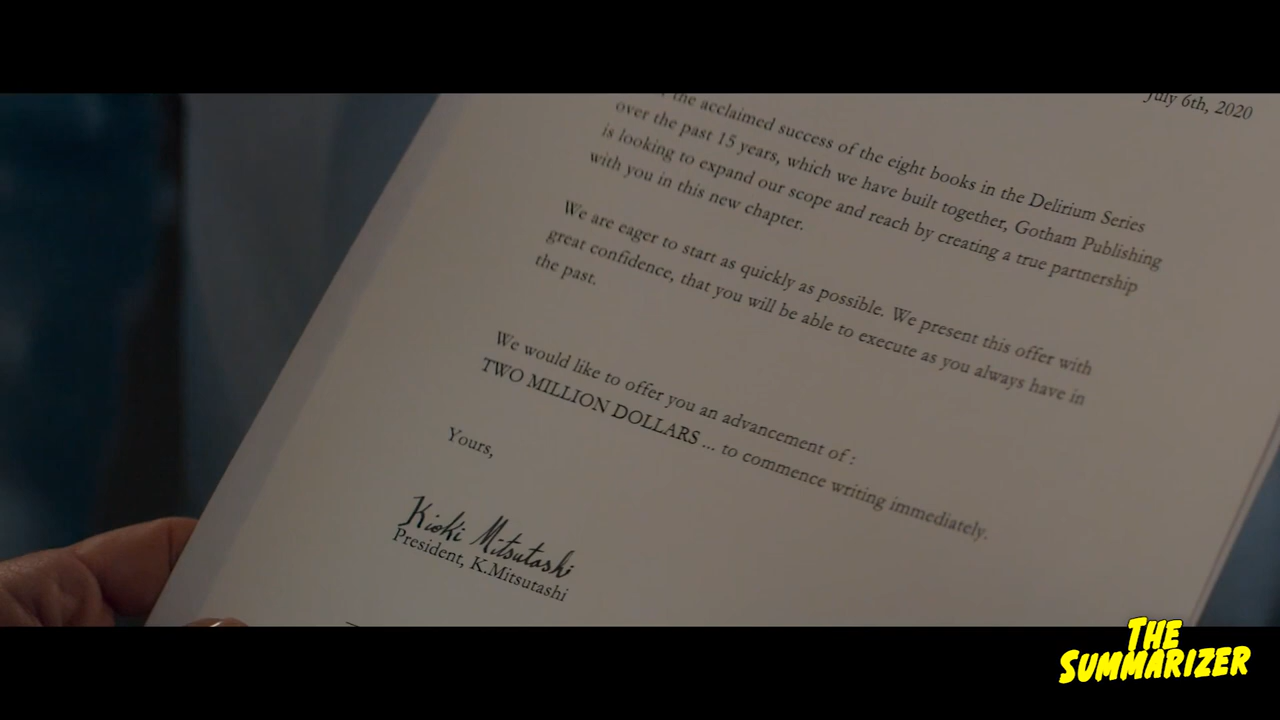 July 6th, 2020
the acclaimed success of the eight books in the Delirium Series
over the past 15 years, which we have built together, Gotham Publishing
is looking to expand our scope and reach by creating a true partnership
with you in this new chapter.
We are eager to start as quickly as possible. We present this offer with
great confidence, that you will be able to execute as you always have in
the past.
We would like to offer you an advancement of :
TWO MILLION DOLLARS ... to commence writing immediately.
Yours,
Kioki Mitsutashi
President, K.Mitsutashi
THE
SUMMARIZER